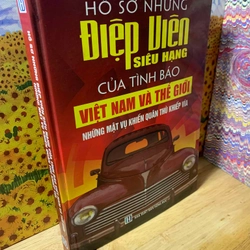 HỒ SƠ NHỮNG
Điệp Viên
SIÊU HẠNG
CỦA TÌNH BÁO
VIỆT NAM VÀ THẾ GIỚI
NHỮNG MẬT VỤ KHIẾN QUÂN THÙ KHIẾP VÍA